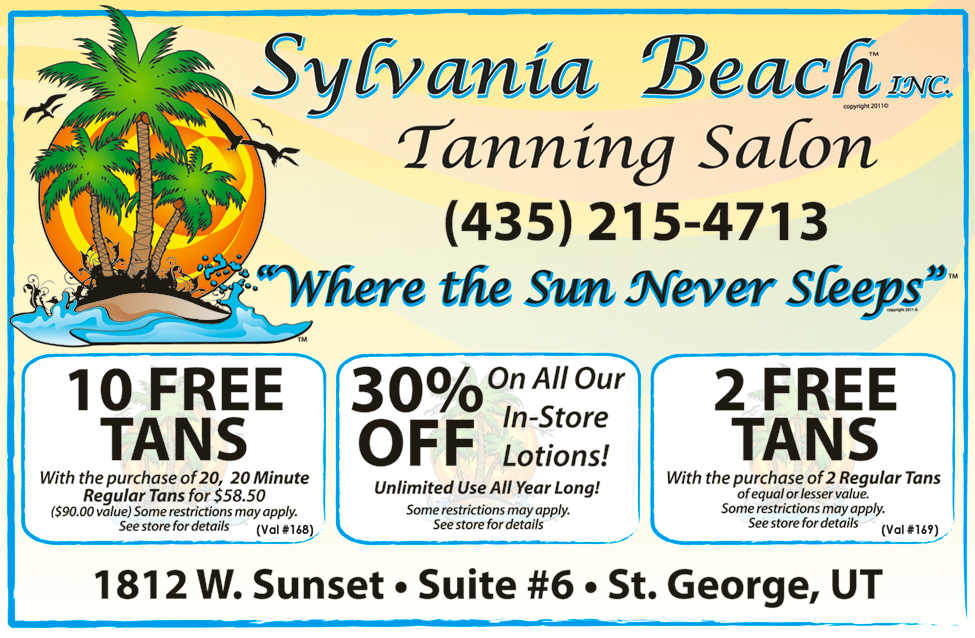 Sylvania Beach™ INC.
copyright 2011©
Tanning Salon
(435) 215-4713
“Where the Sun Never Sleeps”™
copyright 2011 ©
TM
10 FREE
TANS
With the purchase of 20, 20 Minute
Regular Tans for $58.50
($90.00 value) Some restrictions may apply.
See store for details
(Val #168)
30%
OFF
On All Our
In-Store
Lotions!
Unlimited Use All Year Long!
Some restrictions may apply.
See store for details
2 FREE
TANS
With the purchase of 2 Regular Tans
of equal or lesser value.
Some restrictions may apply.
See store for details
(Val #169)
1812 W. Sunset • Suite #6 • St. George, UT